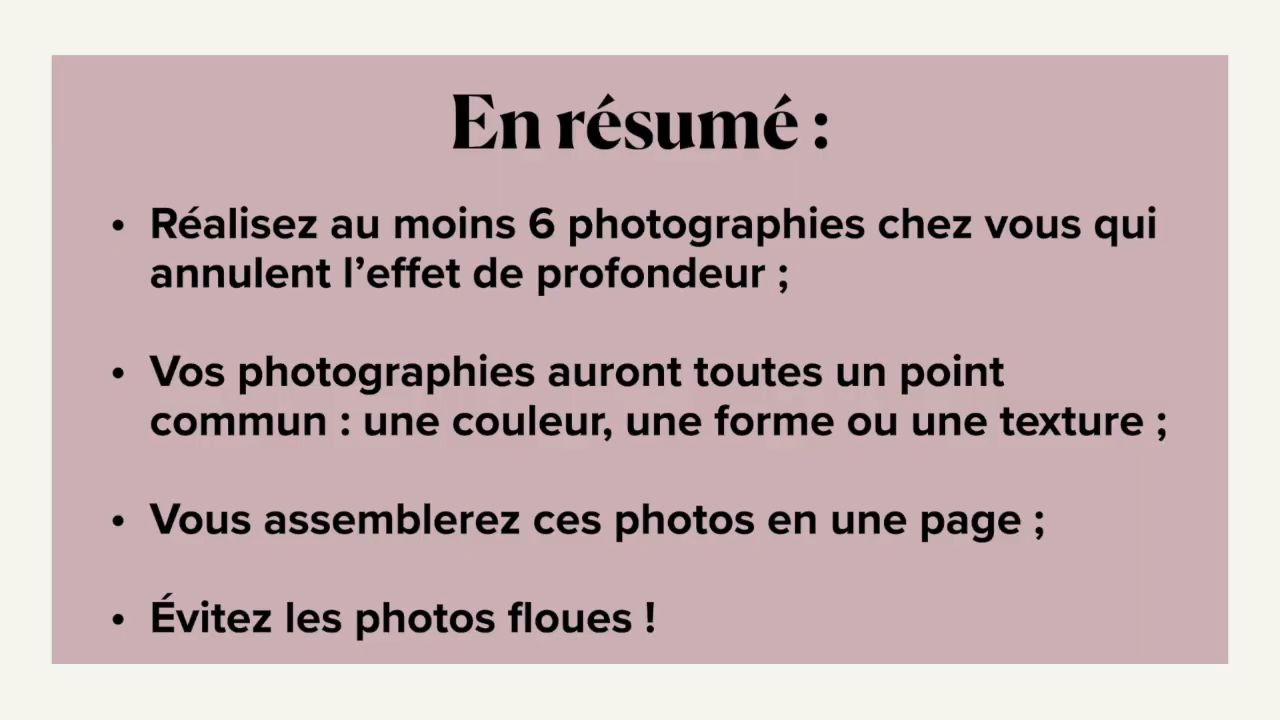 En résumé :
• Réalisez au moins 6 photographies chez vous qui
annulent l’effet de profondeur ;
• Vos photographies auront toutes un point
commun : une couleur, une forme ou une texture ;
• Vous assemblerez ces photos en une page ;
• Évitez les photos floues !